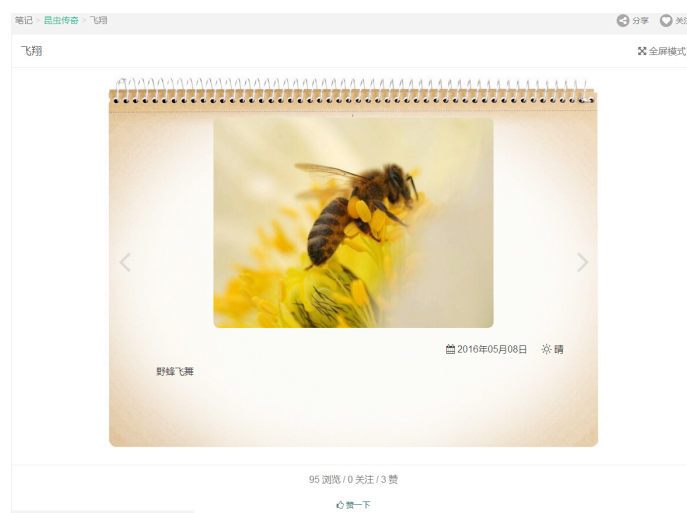 笔记 > 昆虫传奇 > 飞翔
分享 关注
飞翔
全屏模式
2016年05月08日 晴
野蜂飞舞
95 浏览 / 0 关注 / 3 赞
赞一下